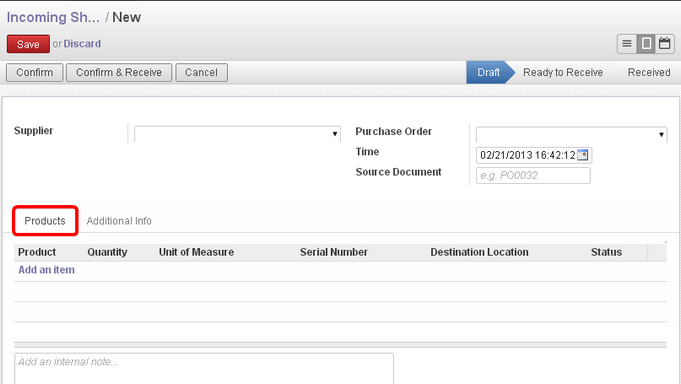 Incoming Sh... / New
Save or Discard
Confirm Confirm & Receive Cancel Draft Ready to Receive Received
Supplier Purchase Order
Time 02/21/2013 16:42:12
Source Document e.g. PO0032
Products Additional Info
Product Quantity Unit of Measure Serial Number Destination Location Status
Add an item
Add an internal note...